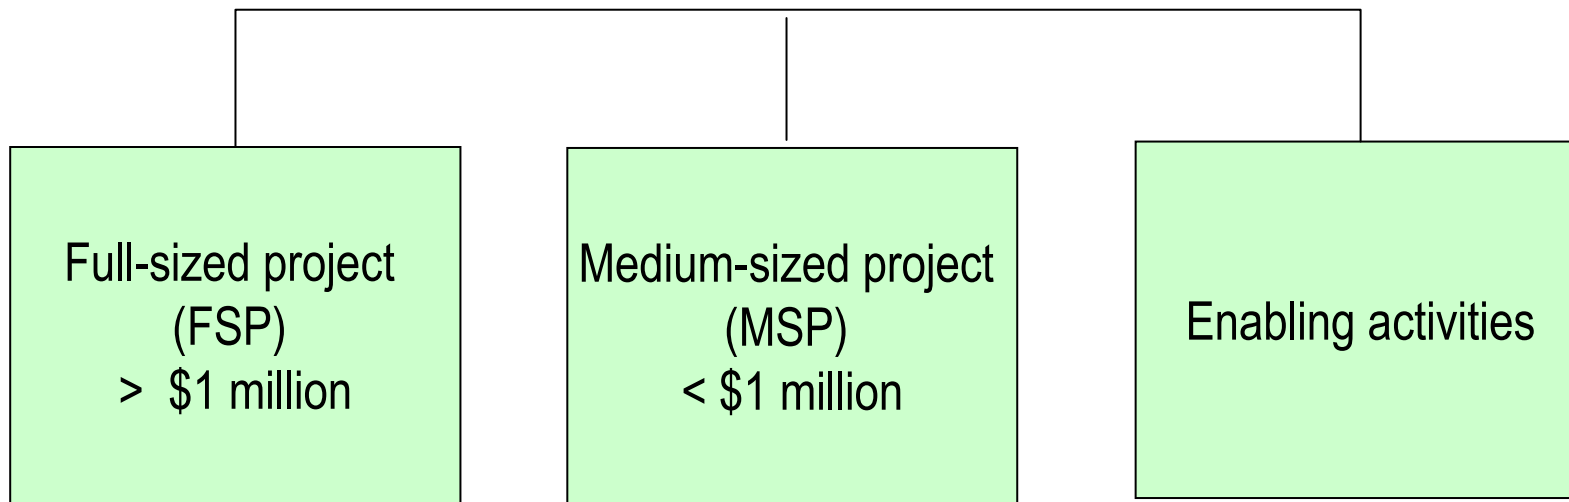 Full-sized project
(FSP)
> $1 million
Medium-sized project
(MSP)
< $1 million
Enabling activities